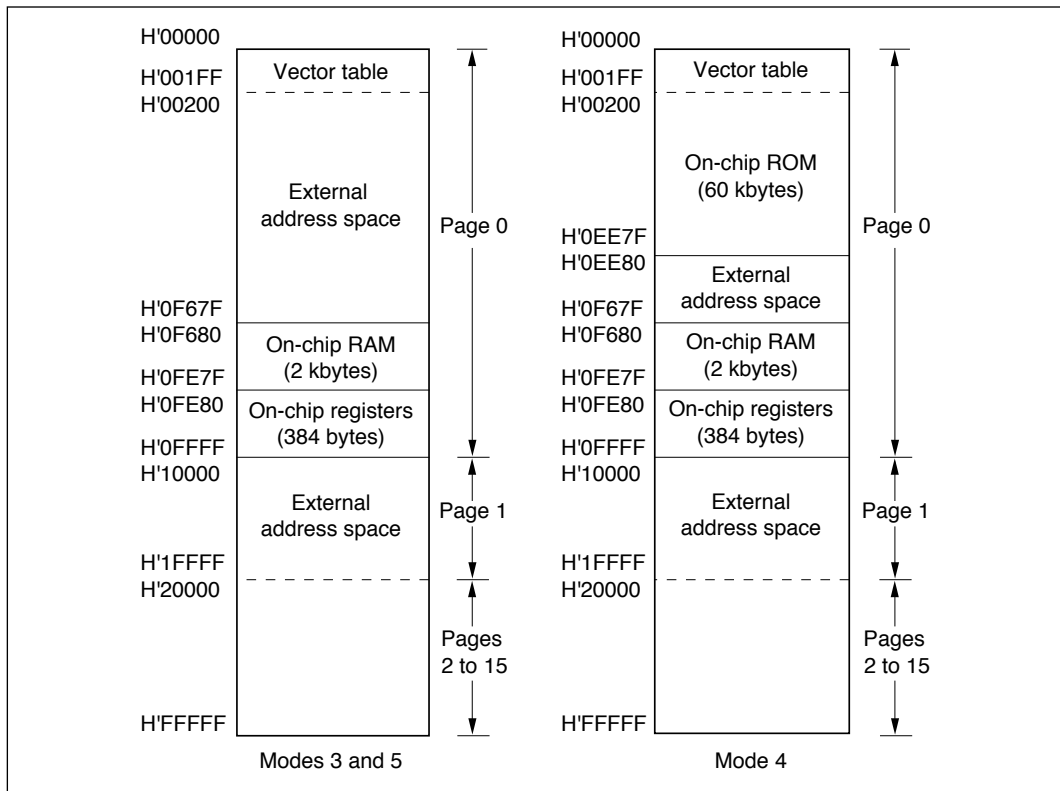 H'00000
Vector table
H'001FF
H'00200
External
address space
Page 0
H'0F67F
H'0F680
On-chip RAM
(2 kbytes)
H'0FE7F
H'0FE80
On-chip registers
(384 bytes)
H'0FFFF
H'10000
External
address space
Page 1
H'1FFFF
H'20000
Pages
2 to 15
H'FFFFF
Modes 3 and 5
H'00000
Vector table
H'001FF
H'00200
On-chip ROM
(60 kbytes)
Page 0
H'0EE7F
H'0EE80
External
address space
H'0F67F
H'0F680
On-chip RAM
(2 kbytes)
H'0FE7F
H'0FE80
On-chip registers
(384 bytes)
H'0FFFF
H'10000
External
address space
Page 1
H'1FFFF
H'20000
Pages
2 to 15
H'FFFFF
Mode 4